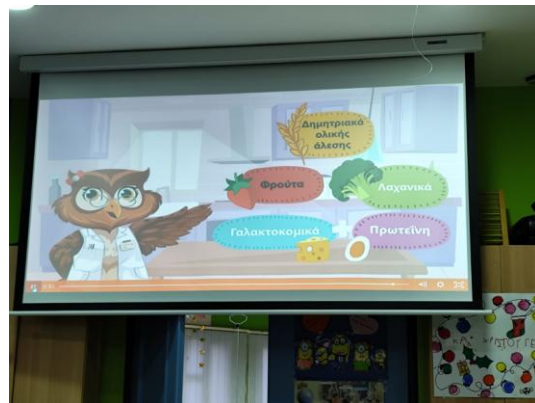 Δημητριακά
ολικής
άλεσης
Φρούτα
Λαχανικά
Γαλακτοκομικά
Πρωτεΐνη